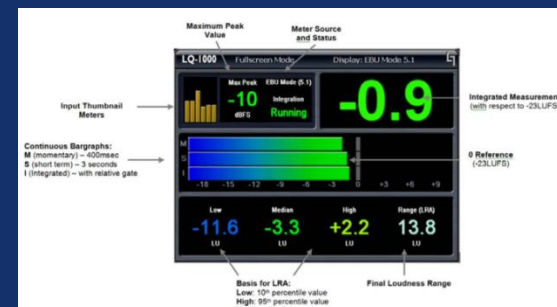 Maximum Peak
Value
Meter Source
and Status
LQ-1000 Fullscreen Mode Display: EBU Mode 5.1
Max Peak EBU Mode (5.1)
-10 Integration
dBFS Running
-0.9
Input Thumbnail
Meters
Integrated Measurement
(with respect to -23LUFS)
Continuous Bargraphs:
M (momentary) – 400msec
S (short term) – 3 seconds
I (Integrated) – with relative gate
M
S
I
-18 -15 -12 -9 -6 -3 0 +3 +6 +9
0 Reference
(-23LUFS)
Low Median High Range (LRA)
-11.6 -3.3 +2.2 13.8
LU LU LU LU
Basis for LRA:
Low: 10th percentile value
High: 95th percentile value
Final Loudness Range